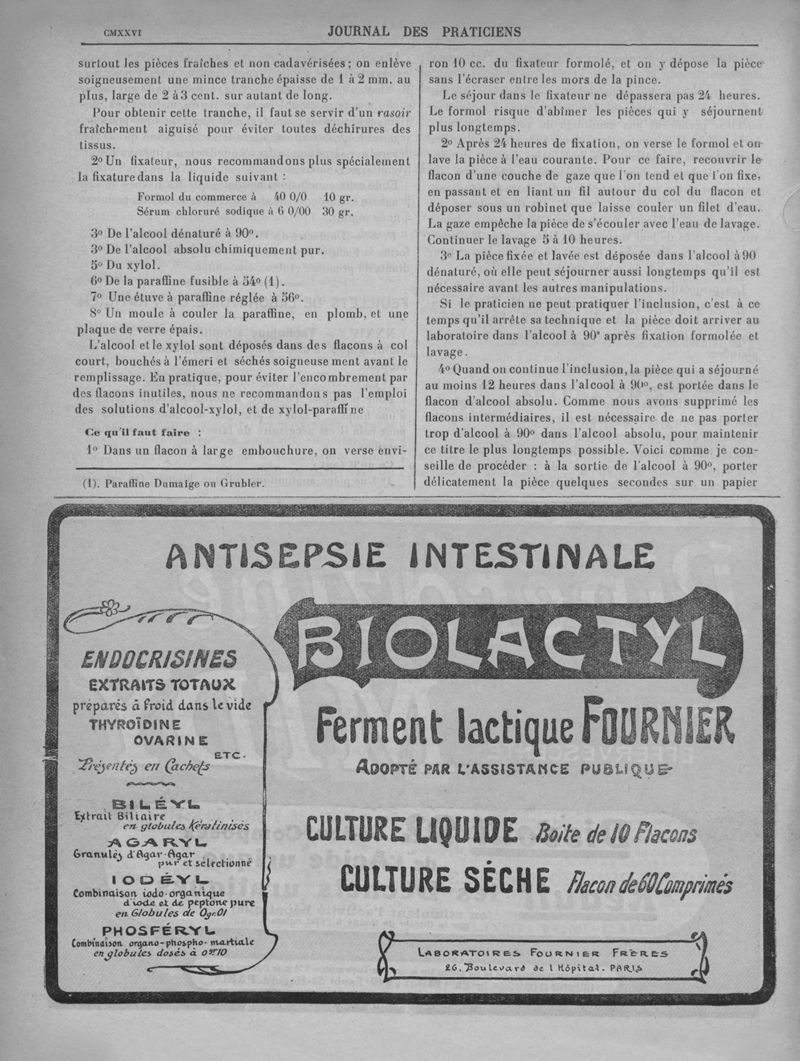 CMXXVI
JOURNAL DES PRATICIENS
surtout les pièces fraîches et non cadavérisées; on enlève
soigneusement une mince tranche épaisse de 1 à 2 mm. au
plus, large de 2 à 3 cent. sur autant de long.
Pour obtenir cette tranche, il faut se servir d'un rasoir
fraîchement aiguisé pour éviter toutes déchirures des
tissus.
2º Un fixateur, nous recommandons plus spécialement
la fixature dans la liquide suivant :
Formol du commerce à 40 0/0 10 gr.
Sérum chloruré sodique à 6 0/00 30 gr.
3º De l'alcool dénaturé à 90º.
3º De l'alcool absolu chimiquement pur.
5º Du xylol.
6º De la paraffine fusible à 54º (1).
7º Une étuve à paraffine réglée à 56º.
8º Un moule à couler la paraffine, en plomb, et une
plaque de verre épais.
L'alcool et le xylol sont déposés dans des flacons à col
court, bouchés à l'émeri et séchés soigneuse ment avant le
remplissage. En pratique, pour éviter l'encombrement par
des flacons inutiles, nous ne recommandons pas l'emploi
des solutions d'alcool-xylol, et de xylol-paraffine
Ce qu'il faut faire :
1º Dans un flacon à large embouchure, on verse envi-
(1). Paraffine Dumaige ou Grubler.
ron 10 cc. du fixateur formolé, et on y dépose la pièce
sans l'écraser entre les mors de la pince.
Le séjour dans le fixateur ne dépassera pas 24 heures.
Le formol risque d'abîmer les pièces qui y séjournent
plus longtemps.
2º Après 24 heures de fixation, on verse le formol et on
lave la pièce à l'eau courante. Pour ce faire, recouvrir le
flacon d'une couche de gaze que l'on tend et que l'on fixe,
en passant et en liant un fil autour du col du flacon et
déposer sous un robinet que laisse couler un filet d'eau.
La gaze empêche la pièce de s'écouler avec l'eau de lavage.
Continuer le lavage 5 à 10 heures.
3º La pièce fixée et lavée est déposée dans l'alcool à 90
dénaturé, où elle peut séjourner aussi longtemps qu'il est
nécessaire avant les autres manipulations.
Si le praticien ne peut pratiquer l'inclusion, c'est à ce
temps qu'il arrête sa technique et la pièce doit arriver au
laboratoire dans l'alcool à 90° après fixation formolée et
lavage.
4º Quand on continue l'inclusion, la pièce qui a séjourné
au moins 12 heures dans l'alcool à 90º, est portée dans le
flacon d'alcool absolu. Comme nous avons supprimé les
flacons intermédiaires, il est nécessaire de ne pas porter
trop d'alcool à 90º dans l'alcool absolu, pour maintenir
ce titre le plus longtemps possible. Voici comme je con-
seille de procéder : à la sortie de l'alcool à 90º, porter
délicatement la pièce quelques secondes sur un papier
ANTISEPSIE INTESTINALE
ENDOCRISINES
EXTRAITS TOTAUX
préparés à froid dans le vide
THYROÏDINE
OVARINE
ETC.
Présentés en Cachets
BILÉYL
Extrait Biliaire
en globules Kératinisés
AGARYL
Granulés d'Agar-Agar
pur et sélectionné
IODÉYL
Combinaison iodo-organique
d'iode et de peptone pure
en Globules de 0gr.01
PHOSFÉRYL
Combinaison organo-phospho-martiale
en globules dosés à 0gr.10
BIOLACTYL
Ferment lactique FOURNIER
ADOPTÉ PAR L'ASSISTANCE PUBLIQUE
CULTURE LIQUIDE Boite de 10 Flacons
CULTURE SÈCHE Flacon de 60 Comprimés
LABORATOIRES FOURNIER FRÈRES
26, Boulevard de l'Hôpital. PARIS